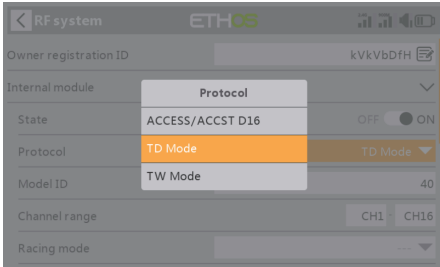 RF system
ETHOS
Owner registration ID
kVkVbDfH
Internal module
Protocol
State
OFF
ON
ACCESS/ACCST D16
Protocol
TD Mode
TD Mode
TW Mode
Model ID
40
Channel range
CH1 - CH16
Racing mode
---